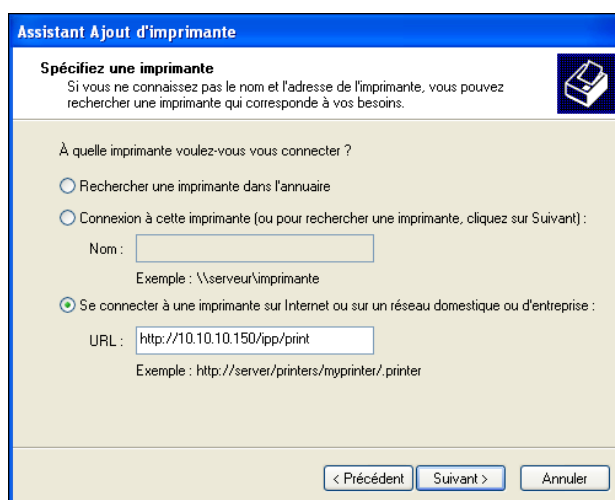 Assistant Ajout d'imprimante
Spécifiez une imprimante
Si vous ne connaissez pas le nom et l'adresse de l'imprimante, vous pouvez
rechercher une imprimante qui corresponde à vos besoins.
À quelle imprimante voulez-vous vous connecter ?
Rechercher une imprimante dans l'annuaire
Connexion à cette imprimante (ou pour rechercher une imprimante, cliquez sur Suivant) :
Nom :
Exemple : \\serveur\imprimante
Se connecter à une imprimante sur Internet ou sur un réseau domestique ou d'entreprise :
URL : http://10.10.10.150/ipp/print
Exemple : http://server/printers/myprinter/.printer
< Précédent Suivant > Annuler